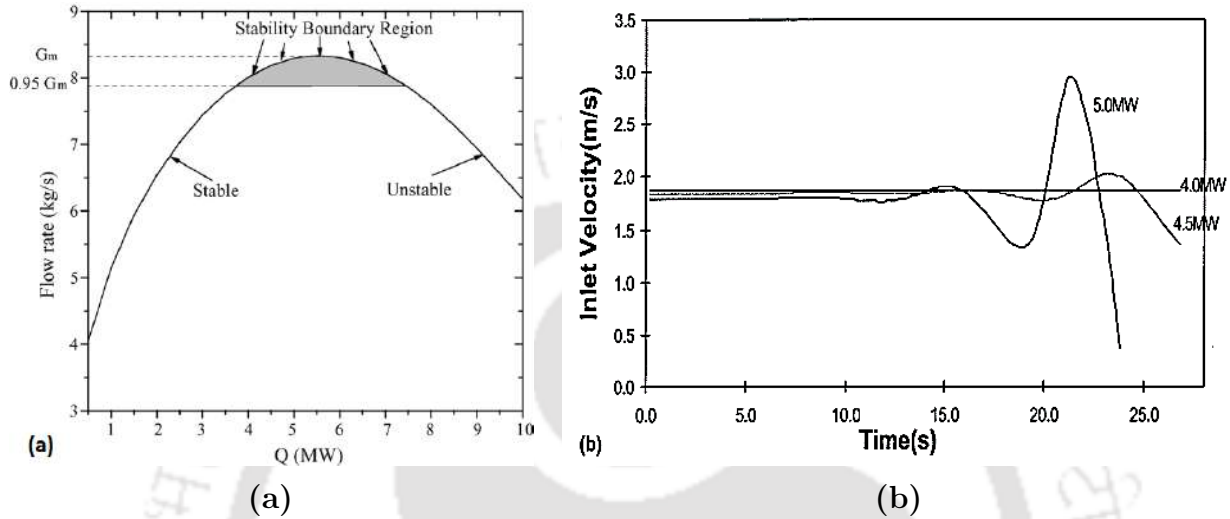 (a)
9
Stability Boundary Region
Gm
8
0.95 Gm
7
6
5
4
3
Stable
Unstable
Flow rate (kg/s)
1 2 3 4 5 6 7 8 9 10
Q (MW)
(a)
3.5
3.0
2.5
2.0
1.5
1.0
0.5
0.0
Inlet Velocity(m/s)
5.0MW
4.0MW
4.5MW
0.0 5.0 10.0 15.0 20.0 25.0
Time(s)
(b)
(a)
(b)